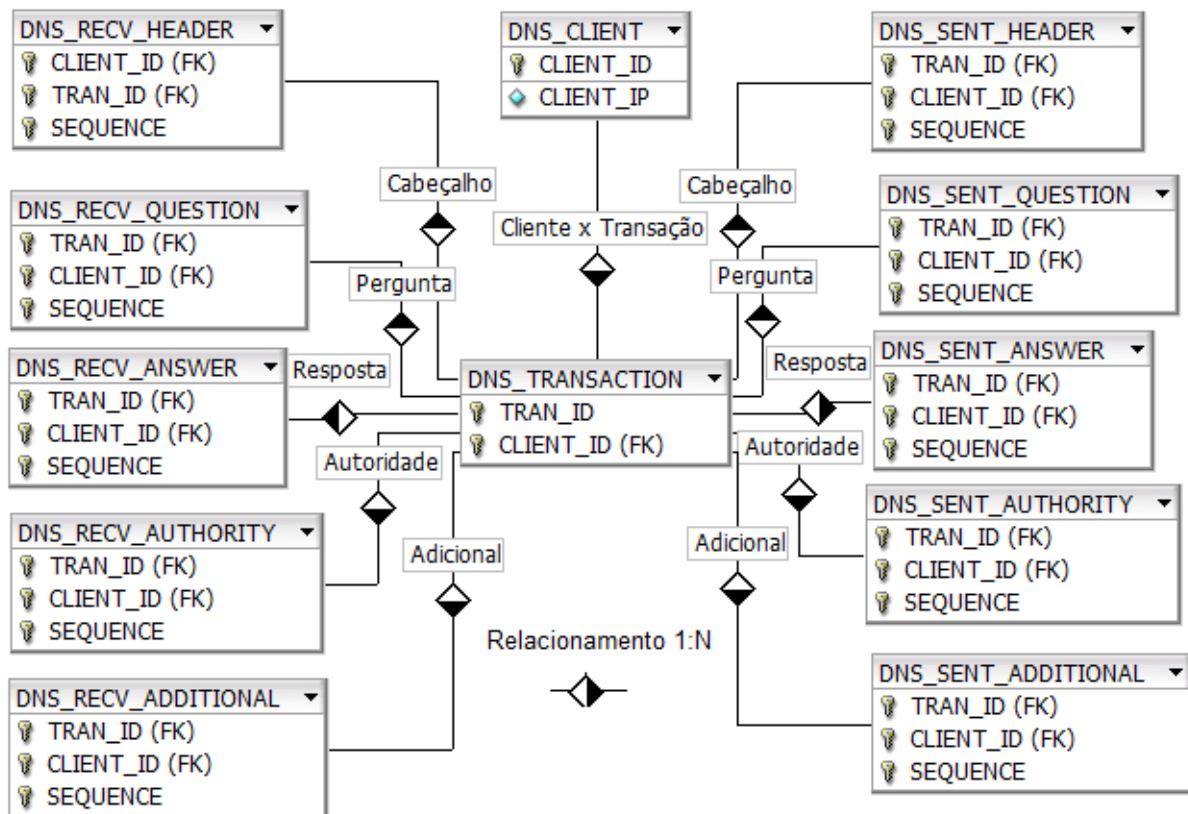 DNS_RECV_HEADER
CLIENT_ID (FK)
TRAN_ID (FK)
SEQUENCE
DNS_CLIENT
CLIENT_ID
CLIENT_IP
DNS_SENT_HEADER
TRAN_ID (FK)
CLIENT_ID (FK)
SEQUENCE
Cabeçalho
Cliente x Transação
Cabeçalho
DNS_RECV_QUESTION
TRAN_ID (FK)
CLIENT_ID (FK)
SEQUENCE
Pergunta
Pergunta
DNS_SENT_QUESTION
TRAN_ID (FK)
CLIENT_ID (FK)
SEQUENCE
DNS_RECV_ANSWER
TRAN_ID (FK)
CLIENT_ID (FK)
SEQUENCE
Resposta
DNS_TRANSACTION
TRAN_ID
CLIENT_ID (FK)
Resposta
DNS_SENT_ANSWER
TRAN_ID (FK)
CLIENT_ID (FK)
SEQUENCE
Autoridade
Autoridade
DNS_RECV_AUTHORITY
TRAN_ID (FK)
CLIENT_ID (FK)
SEQUENCE
Adicional
Adicional
DNS_SENT_AUTHORITY
TRAN_ID (FK)
CLIENT_ID (FK)
SEQUENCE
Relacionamento 1:N
DNS_RECV_ADDITIONAL
TRAN_ID (FK)
CLIENT_ID (FK)
SEQUENCE
DNS_SENT_ADDITIONAL
TRAN_ID (FK)
CLIENT_ID (FK)
SEQUENCE